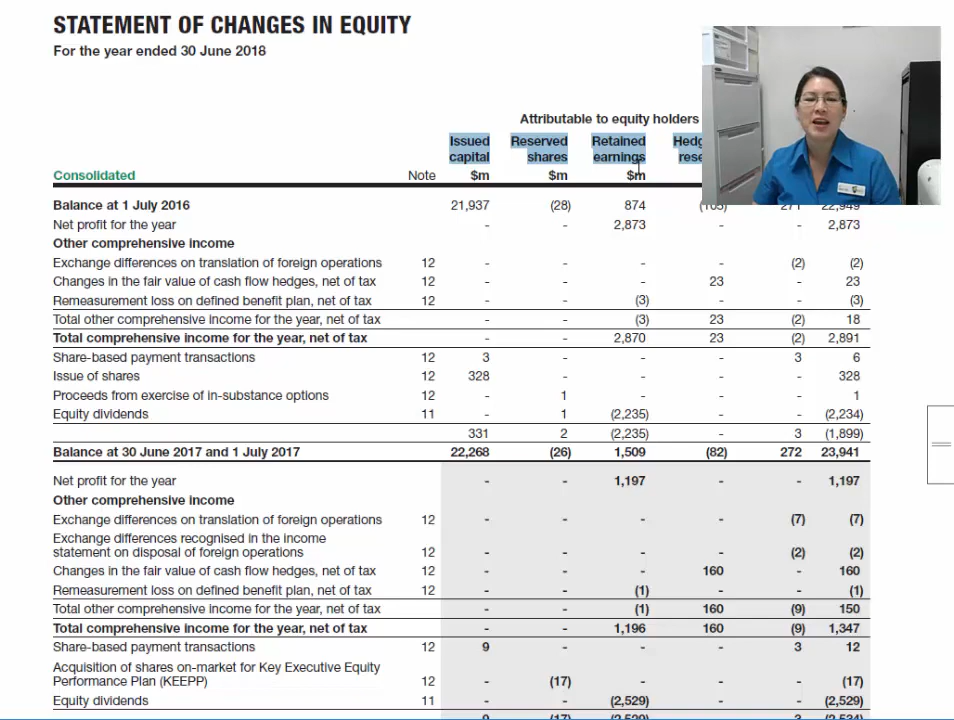 STATEMENT OF CHANGES IN EQUITY
For the year ended 30 June 2018
Attributable to equity holders
Issued capital Reserved shares Retained earnings
Consolidated Note $m $m $m
Balance at 1 July 2016 21,937 (28) 874 (105) 271 22,949
Net profit for the year - - 2,873 - - 2,873
Other comprehensive income
Exchange differences on translation of foreign operations 12 - - - - (2) (2)
Changes in the fair value of cash flow hedges, net of tax 12 - - - 23 - 23
Remeasurement loss on defined benefit plan, net of tax 12 - - (3) - - (3)
Total other comprehensive income for the year, net of tax - - (3) 23 (2) 18
Total comprehensive income for the year, net of tax - - 2,870 23 (2) 2,891
Share-based payment transactions 12 3 - - - 3 6
Issue of shares 12 328 - - - - 328
Proceeds from exercise of in-substance options 12 - 1 - - - 1
Equity dividends 11 - 1 (2,235) - - (2,234)
331 2 (2,235) - 3 (1,899)
Balance at 30 June 2017 and 1 July 2017 22,268 (26) 1,509 (82) 272 23,941
Net profit for the year - - 1,197 - - 1,197
Other comprehensive income
Exchange differences on translation of foreign operations 12 - - - - (7) (7)
Exchange differences recognised in the income
statement on disposal of foreign operations 12 - - - - (2) (2)
Changes in the fair value of cash flow hedges, net of tax 12 - - - 160 - 160
Remeasurement loss on defined benefit plan, net of tax 12 - - (1) - - (1)
Total other comprehensive income for the year, net of tax - - (1) 160 (9) 150
Total comprehensive income for the year, net of tax - - 1,196 160 (9) 1,347
Share-based payment transactions 12 9 - - - 3 12
Acquisition of shares on-market for Key Executive Equity
Performance Plan (KEEPP) 12 - (17) - - - (17)
Equity dividends 11 - - (2,529) - - (2,529)
9 (17) (2,529) - 3 (2,534)